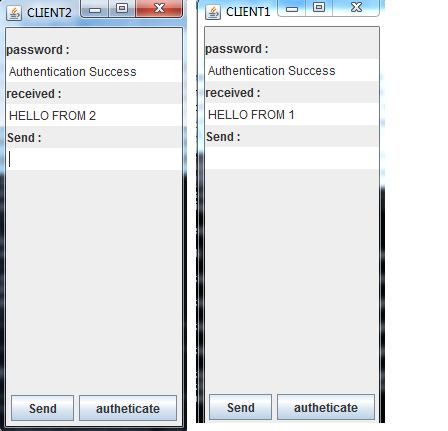 CLIENT2
password :
Authentication Success
received :
HELLO FROM 2
Send :
Send autheticate
CLIENT1
password :
Authentication Success
received :
HELLO FROM 1
Send :
Send autheticate